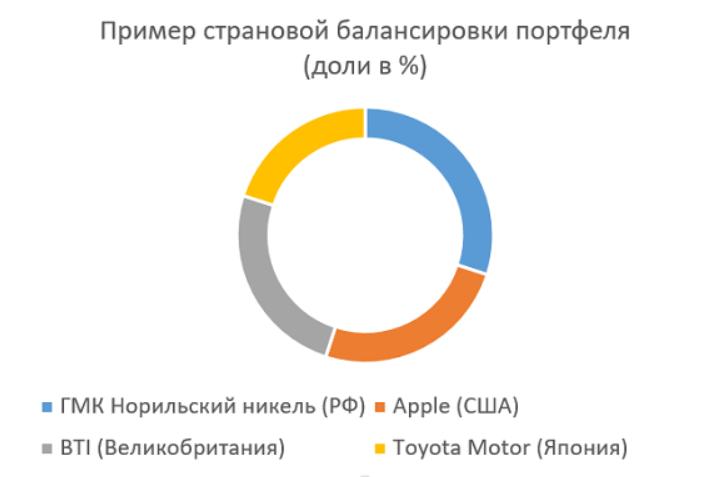 Пример страновой балансировки портфеля
(доли в %)
ГМК Норильский никель (РФ) Apple (США)
BTI (Великобритания) Toyota Motor (Япония)